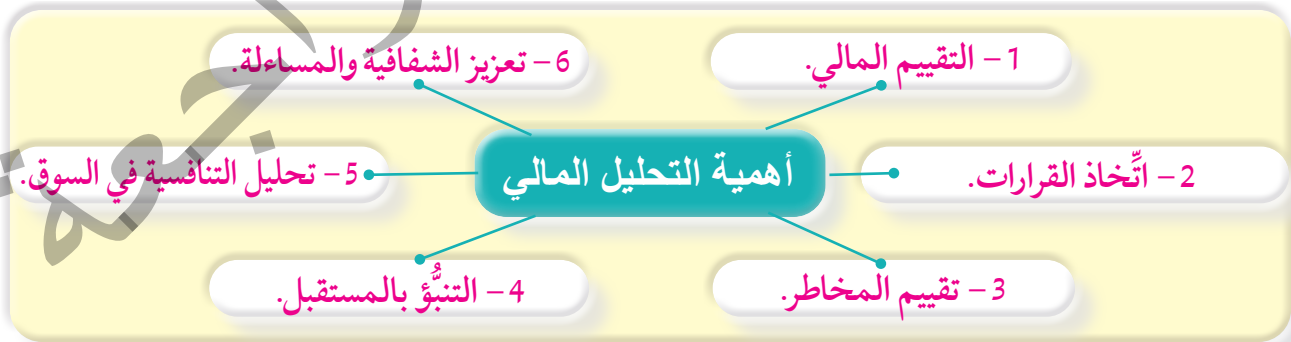 أهمية التحليل المالي
1- التقييم المالي.
2- اتِّخاذ القرارات.
3- تقييم المخاطر.
4- التنبُّؤ بالمستقبل.
5- تحليل التنافسية في السوق.
6- تعزيز الشفافية والمساءلة.